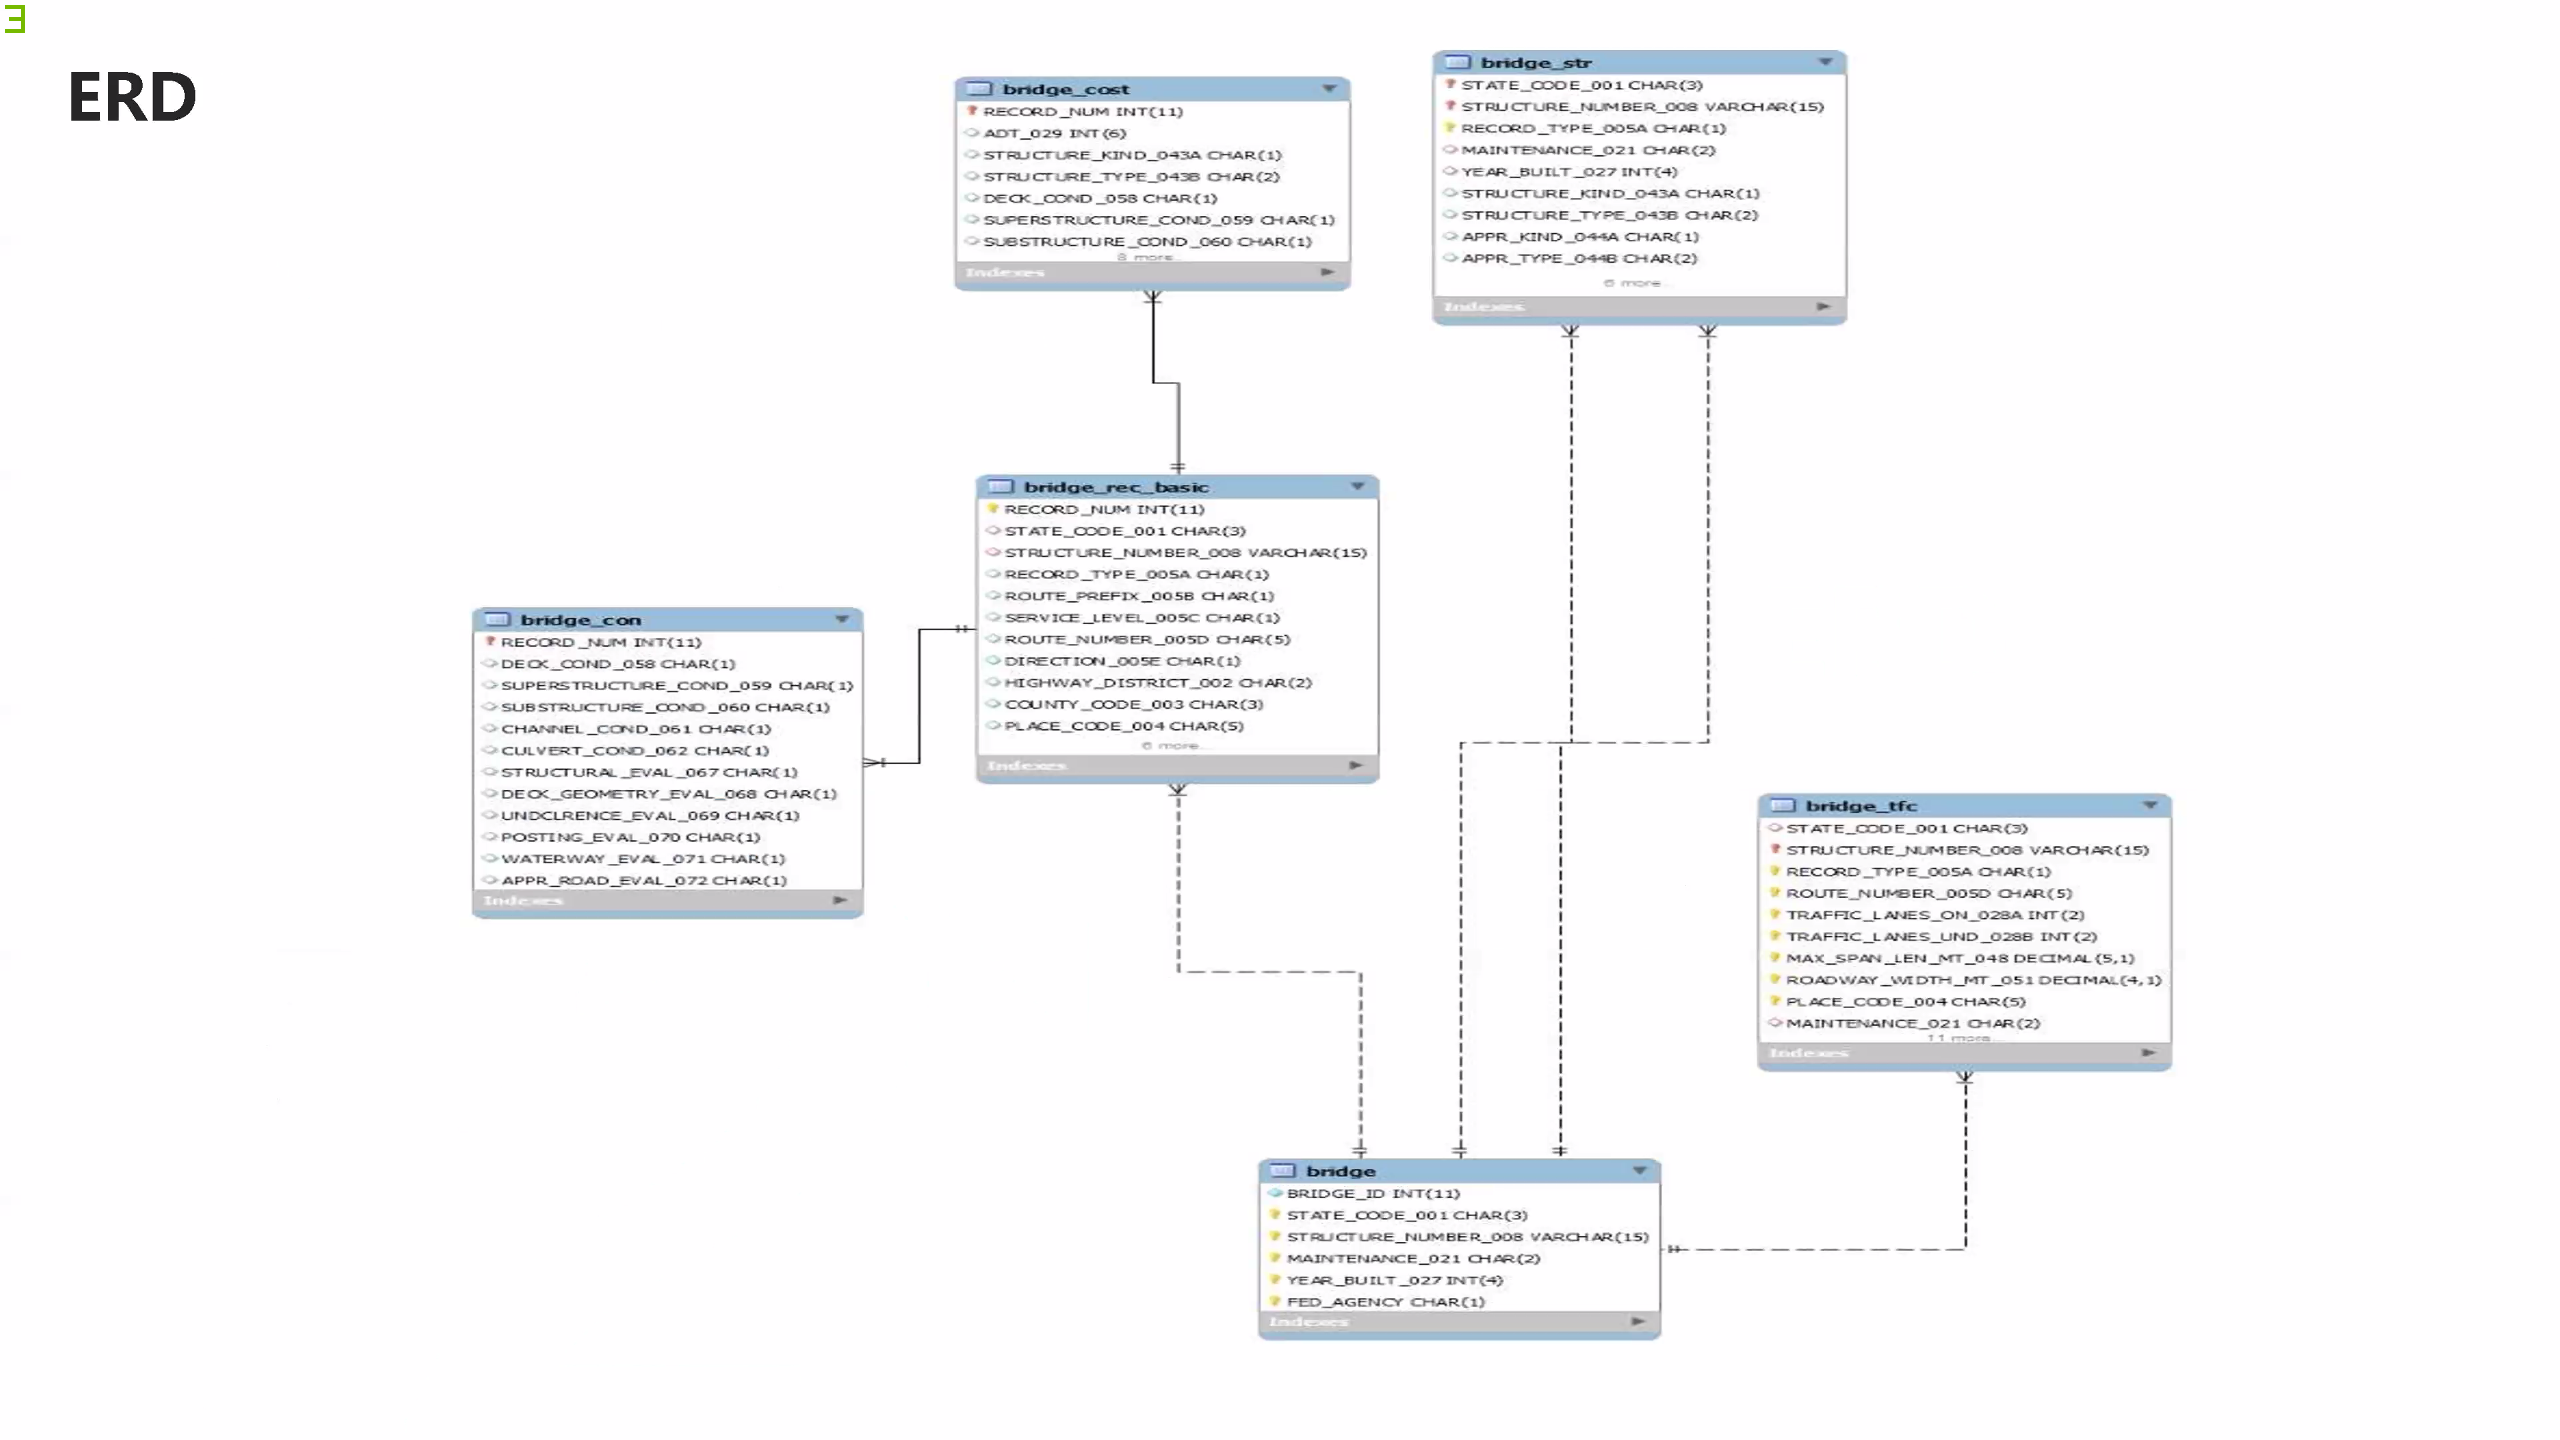 ERD
bridge_cost
RECORD_NUM INT(11)
ADT_029 INT(6)
STRUCTURE_KIND_043A CHAR(1)
STRUCTURE_TYPE_043B CHAR(2)
DECK_COND_058 CHAR(1)
SUPERSTRUCTURE_COND_059 CHAR(1)
SUBSTRUCTURE_COND_060 CHAR(1)
8 more...
Indexes
bridge_str
STATE_CODE_001 CHAR(3)
STRUCTURE_NUMBER_008 VARCHAR(15)
RECORD_TYPE_005A CHAR(1)
MAINTENANCE_021 CHAR(2)
YEAR_BUILT_027 INT(4)
STRUCTURE_KIND_043A CHAR(1)
STRUCTURE_TYPE_043B CHAR(2)
APPR_KIND_044A CHAR(1)
APPR_TYPE_044B CHAR(2)
6 more...
Indexes
bridge_rec_basic
RECORD_NUM INT(11)
STATE_CODE_001 CHAR(3)
STRUCTURE_NUMBER_008 VARCHAR(15)
RECORD_TYPE_005A CHAR(1)
ROUTE_PREFIX_005B CHAR(1)
SERVICE_LEVEL_005C CHAR(1)
ROUTE_NUMBER_005D CHAR(5)
DIRECTION_005E CHAR(1)
HIGHWAY_DISTRICT_002 CHAR(2)
COUNTY_CODE_003 CHAR(3)
PLACE_CODE_004 CHAR(5)
6 more...
Indexes
bridge_con
RECORD_NUM INT(11)
DECK_COND_058 CHAR(1)
SUPERSTRUCTURE_COND_059 CHAR(1)
SUBSTRUCTURE_COND_060 CHAR(1)
CHANNEL_COND_061 CHAR(1)
CULVERT_COND_062 CHAR(1)
STRUCTURAL_EVAL_067 CHAR(1)
DECK_GEOMETRY_EVAL_068 CHAR(1)
UNDCLRENCE_EVAL_069 CHAR(1)
POSTING_EVAL_070 CHAR(1)
WATERWAY_EVAL_071 CHAR(1)
APPR_ROAD_EVAL_072 CHAR(1)
Indexes
bridge_tfc
STATE_CODE_001 CHAR(3)
STRUCTURE_NUMBER_008 VARCHAR(15)
RECORD_TYPE_005A CHAR(1)
ROUTE_NUMBER_005D CHAR(5)
TRAFFIC_LANES_ON_028A INT(2)
TRAFFIC_LANES_UND_028B INT(2)
MAX_SPAN_LEN_MT_048 DECIMAL(5,1)
ROADWAY_WIDTH_MT_051 DECIMAL(4,1)
PLACE_CODE_004 CHAR(5)
MAINTENANCE_021 CHAR(2)
11 more...
Indexes
bridge
BRIDGE_ID INT(11)
STATE_CODE_001 CHAR(3)
STRUCTURE_NUMBER_008 VARCHAR(15)
MAINTENANCE_021 CHAR(2)
YEAR_BUILT_027 INT(4)
FED_AGENCY CHAR(1)
Indexes